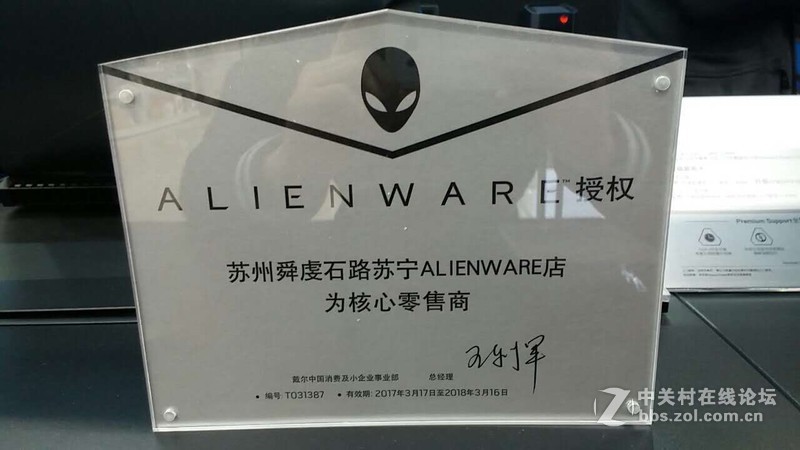 ALIENWARE™授权
苏州舜虔石路苏宁ALIENWARE店
为核心零售商
戴尔中国消费及小企业事业部 总经理
• 编号: T031387 • 有效期: 2017年3月17日至2018年3月16日
Premium Support
中关村在线论坛
bbs.zol.com.cn